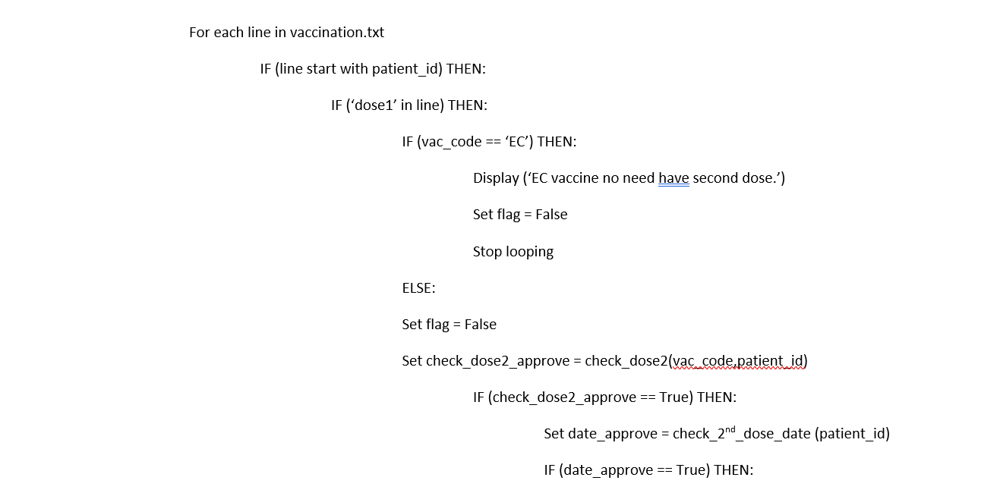 For each line in vaccination.txt
IF (line start with patient_id) THEN:
IF (‘dose1’ in line) THEN:
IF (vac_code == ‘EC’) THEN:
Display (‘EC vaccine no need have second dose.’)
Set flag = False
Stop looping
ELSE:
Set flag = False
Set check_dose2_approve = check_dose2(vac_code,patient_id)
IF (check_dose2_approve == True) THEN:
Set date_approve = check_2nd_dose_date (patient_id)
IF (date_approve == True) THEN: